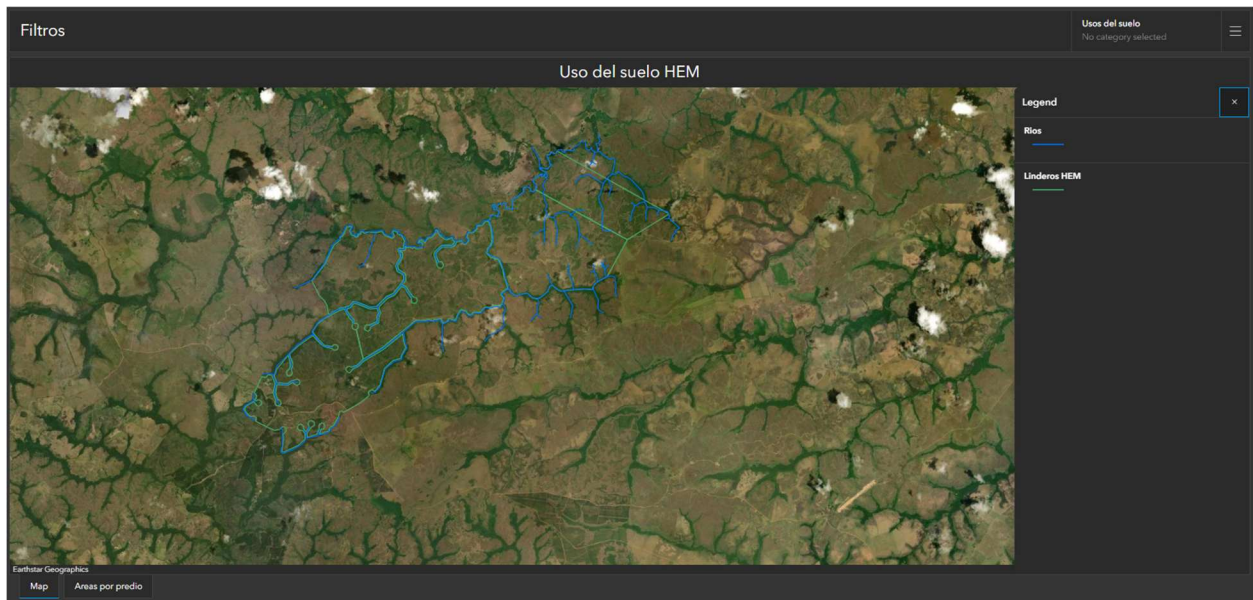 Filtros
Usos del suelo
No category selected
Uso del suelo HEM
Legend
Rios
Linderos HEM
Earthstar Geographics
Map
Areas por predio